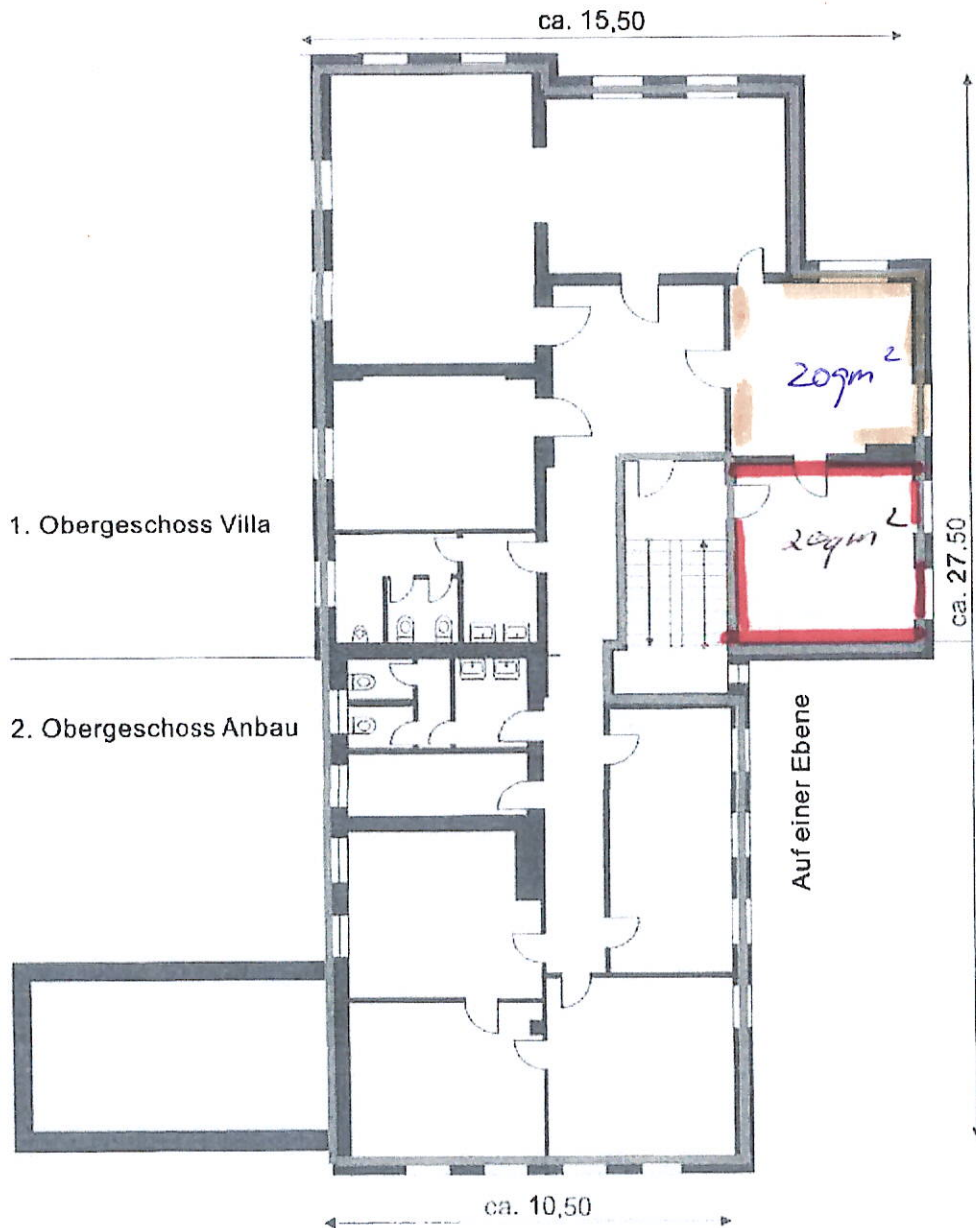 ca. 15,50
20qm²
20qm²
1. Obergeschoss Villa
ca. 27.50
2. Obergeschoss Anbau
Auf einer Ebene
ca. 10,50